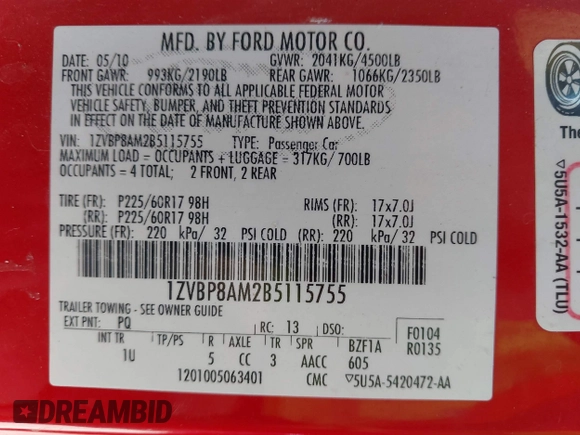 MFD. BY FORD MOTOR CO.
DATE: 05/10 GVWR: 2041KG/4500LB
FRONT GAWR: 993KG/2190LB REAR GAWR: 1066KG/2350LB
THIS VEHICLE CONFORMS TO ALL APPLICABLE FEDERAL MOTOR
VEHICLE SAFETY, BUMPER, AND THEFT PREVENTION STANDARDS
IN EFFECT ON THE DATE OF MANUFACTURE SHOWN ABOVE.
VIN: 1ZVBP8AM2B5115755 TYPE: Passenger Car
MAXIMUM LOAD = OCCUPANTS + LUGGAGE = 317KG/700LB
OCCUPANTS = 4 TOTAL: 2 FRONT, 2 REAR
TIRE (FR): P225/60R17 98H RIMS (FR): 17x7.0J
(RR): P225/60R17 98H (RR): 17x7.0J
PRESSURE (FR): 220 kPa/ 32 PSI COLD (RR): 220 kPa/ 32 PSI COLD
1ZVBP8AM2B5115755
TRAILER TOWING - SEE OWNER GUIDE
EXT PNT: PQ RC: 13 DSO: F0104
INT TR TP/PS R AXLE TR SPR BZF1A R0135
1U 5 CC 3 AACC 605
1201005063401 CMC ▽5U5A-5420472-AA
The
▽5U5A-1532-AA (TLU)
DREAMBID